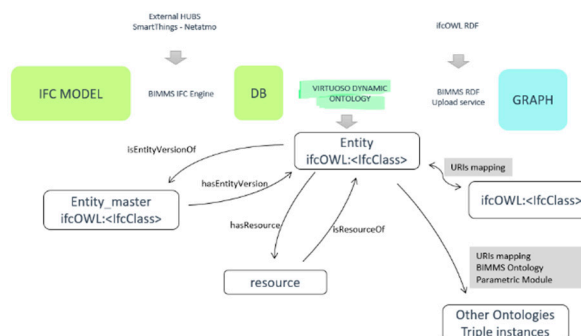 External HUBS
SmartThings - Netatmo
IfcOWL RDF
IFC MODEL
BIMMS IFC Engine
DB
VIRTUOSO DYNAMIC
ONTOLOGY
BIMMS RDF
Upload service
GRAPH
Entity
ifcOWL:<IfcClass>
isEntityVersionOf
URIs mapping
hasEntityVersion
Entity_master
ifcOWL:<IfcClass>
ifcOWL:<IfcClass>
hasResource
isResourceOf
resource
URIs mapping
BIMMS Ontology
Parametric Module
Other Ontologies
Triple instances